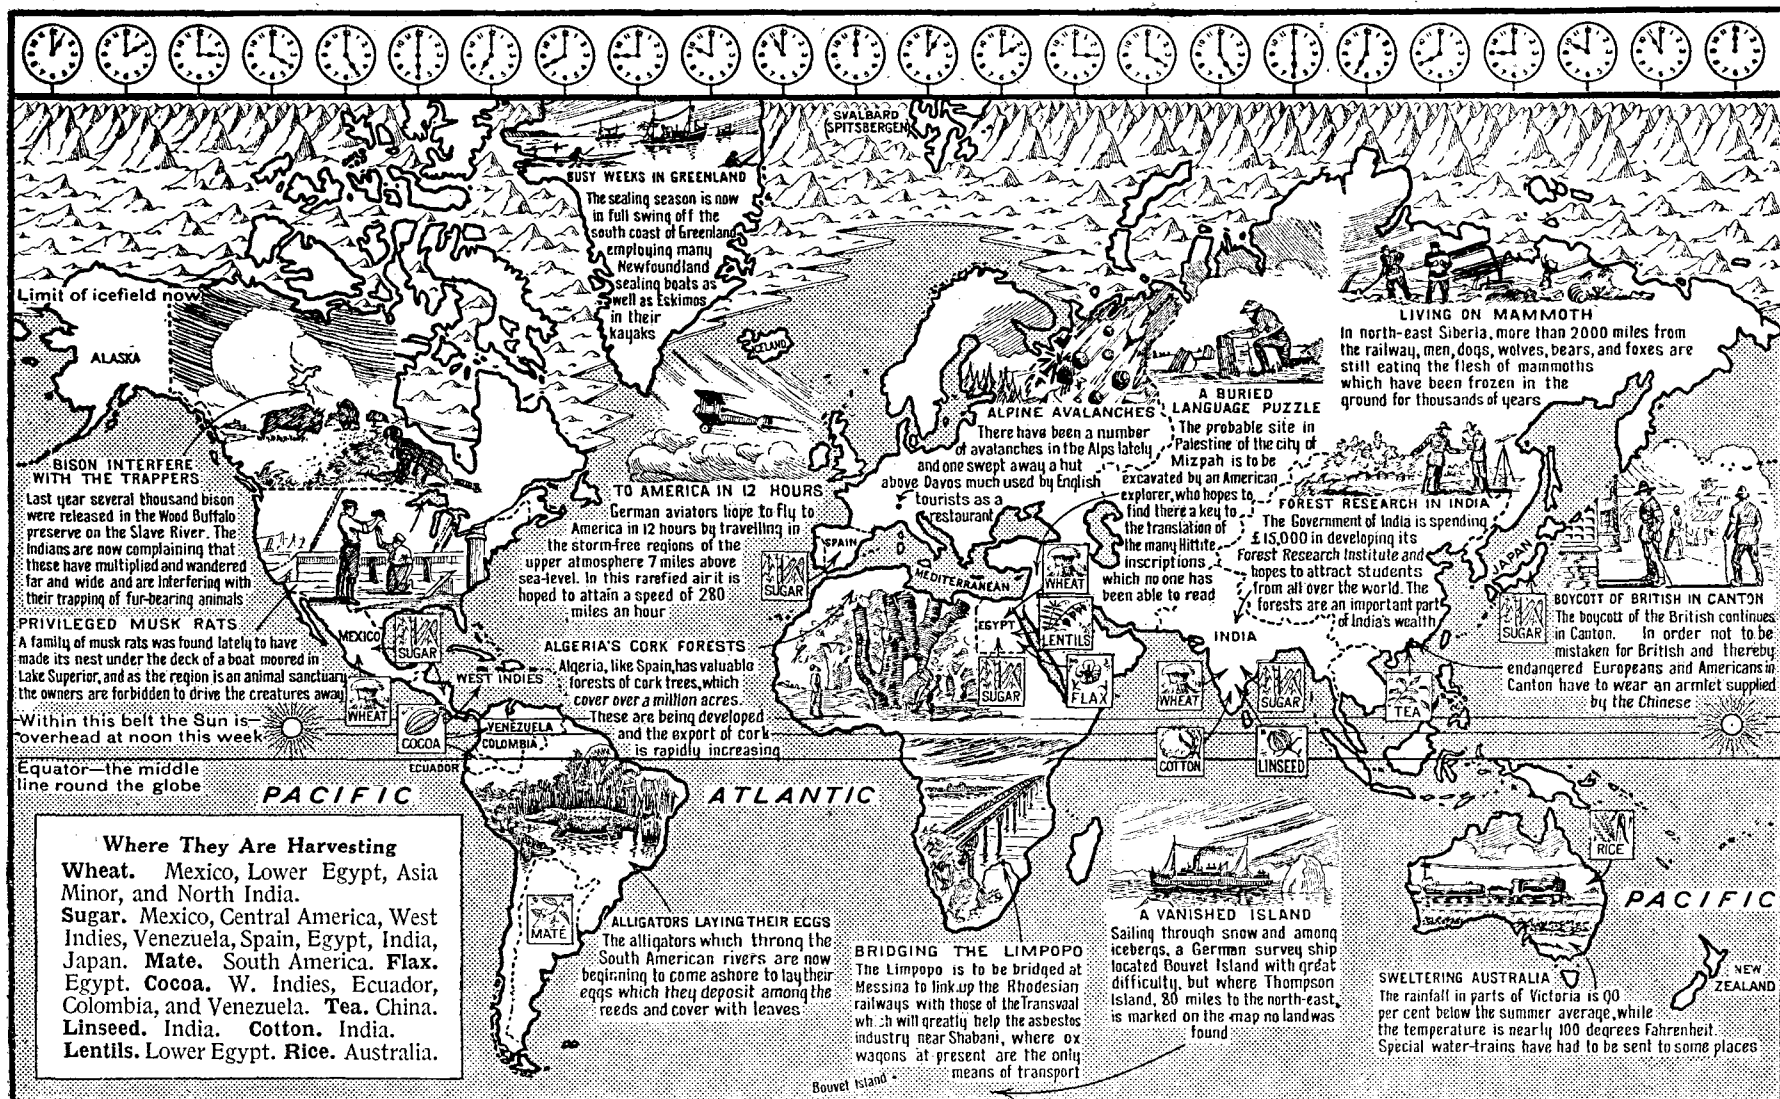 SVALBARD
SPITSBERGEN
BUSY WEEKS IN GREENLAND
The sealing season is now
in full swing off the
south coast of Greenland
employing many
Newfoundland
sealing boats as
well as Eskimos
in their
kayaks
Limit of icefield now
ALASKA
ICELAND
LIVING ON MAMMOTH
In north-east Siberia, more than 2000 miles from
the railway, men, dogs, wolves, bears, and foxes are
still eating the flesh of mammoths
which have been frozen in the
ground for thousands of years
A BURIED
LANGUAGE PUZZLE
The probable site in
Palestine of the city of
Mizpah is to be
excavated by an American
explorer, who hopes to
find there a key to
the translation of
the many Hittite
inscriptions
which no one has
been able to read
ALPINE AVALANCHES
There have been a number
of avalanches in the Alps lately
and one swept away a hut
above Davos much used by English
tourists as a
restaurant
BISON INTERFERE
WITH THE TRAPPERS
Last year several thousand bison
were released in the Wood Buffalo
preserve on the Slave River. The
Indians are now complaining that
these have multiplied and wandered
far and wide and are interfering with
their trapping of fur-bearing animals
TO AMERICA IN 12 HOURS
German aviators hope to fly to
America in 12 hours by travelling in
the storm-free regions of the
upper atmosphere 7 miles above
sea-level. In this rarefied air it is
hoped to attain a speed of 280
miles an hour
FOREST RESEARCH IN INDIA
The Government of India is spending
£15,000 in developing its
Forest Research Institute and
hopes to attract students
from all over the world. The
forests are an important part
of India's wealth
SPAIN
SUGAR
MEDITERRANEAN
WHEAT
JAPAN
SUGAR
BOYCOTT OF BRITISH IN CANTON
The boycott of the British continues
in Canton. In order not to be
mistaken for British and thereby
endangered Europeans and Americans in
Canton have to wear an armlet supplied
by the Chinese
PRIVILEGED MUSK RATS
A family of musk rats was found lately to have
made its nest under the deck of a boat moored in
Lake Superior, and as the region is an animal sanctuary
the owners are forbidden to drive the creatures away
MEXICO
SUGAR
WEST INDIES
WHEAT
ALGERIA'S CORK FORESTS
Algeria, like Spain, has valuable
forests of cork trees, which
cover over a million acres.
These are being developed
and the export of cork
is rapidly increasing
EGYPT
LENTILS
SUGAR
FLAX
INDIA
WHEAT
SUGAR
TEA
COTTON
LINSEED
Within this belt the Sun is
overhead at noon this week
COCOA
VENEZUELA
COLOMBIA
ECUADOR
Equator—the middle
line round the globe
PACIFIC
ATLANTIC
Where They Are Harvesting
Wheat. Mexico, Lower Egypt, Asia
Minor, and North India.
Sugar. Mexico, Central America, West
Indies, Venezuela, Spain, Egypt, India,
Japan. Mate. South America. Flax.
Egypt. Cocoa. W. Indies, Ecuador,
Colombia, and Venezuela. Tea. China.
Linseed. India. Cotton. India.
Lentils. Lower Egypt. Rice. Australia.
MATÉ
ALLIGATORS LAYING THEIR EGGS
The alligators which throng the
South American rivers are now
beginning to come ashore to lay their
eggs which they deposit among the
reeds and cover with leaves
BRIDGING THE LIMPOPO
The Limpopo is to be bridged at
Messina to link up the Rhodesian
railways with those of the Transvaal
which will greatly help the asbestos
industry near Shabani, where ox
wagons at present are the only
means of transport
Bouvet Island
A VANISHED ISLAND
Sailing through snow and among
icebergs, a German survey ship
located Bouvet Island with great
difficulty, but where Thompson
Island, 80 miles to the north-east,
is marked on the map no land was
found
RICE
PACIFIC
SWELTERING AUSTRALIA
The rainfall in parts of Victoria is 90
per cent below the summer average, while
the temperature is nearly 100 degrees Fahrenheit.
Special water-trains have had to be sent to some places
NEW
ZEALAND